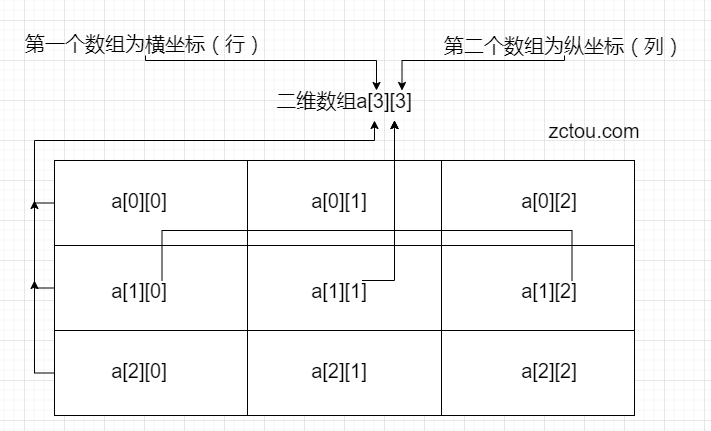 第一个数组为横坐标（行） 第二个数组为纵坐标（列）
二维数组a[3][3]
zctou.com
a[0][0] a[0][1] a[0][2]
a[1][0] a[1][1] a[1][2]
a[2][0] a[2][1] a[2][2]